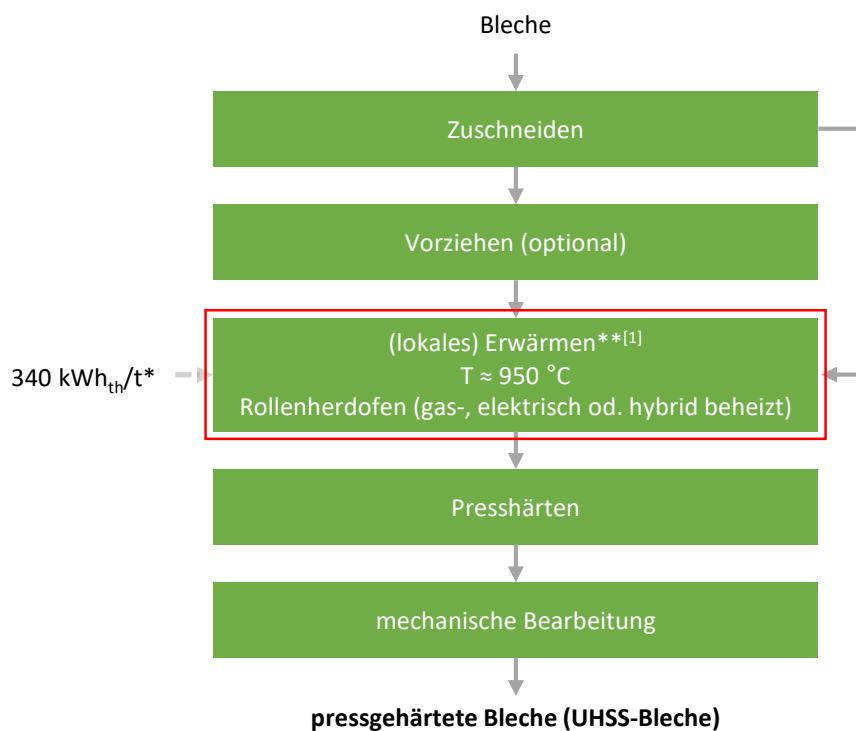 Bleche
Zuschneiden
Vorziehen (optional)
(lokales) Erwärmen**[1]
T ≈ 950 °C
340 kWhth/t*
Rollenherdofen (gas-, elektrisch od. hybrid beheizt)
Presshärten
mechanische Bearbeitung
pressgehärtete Bleche (UHSS-Bleche)